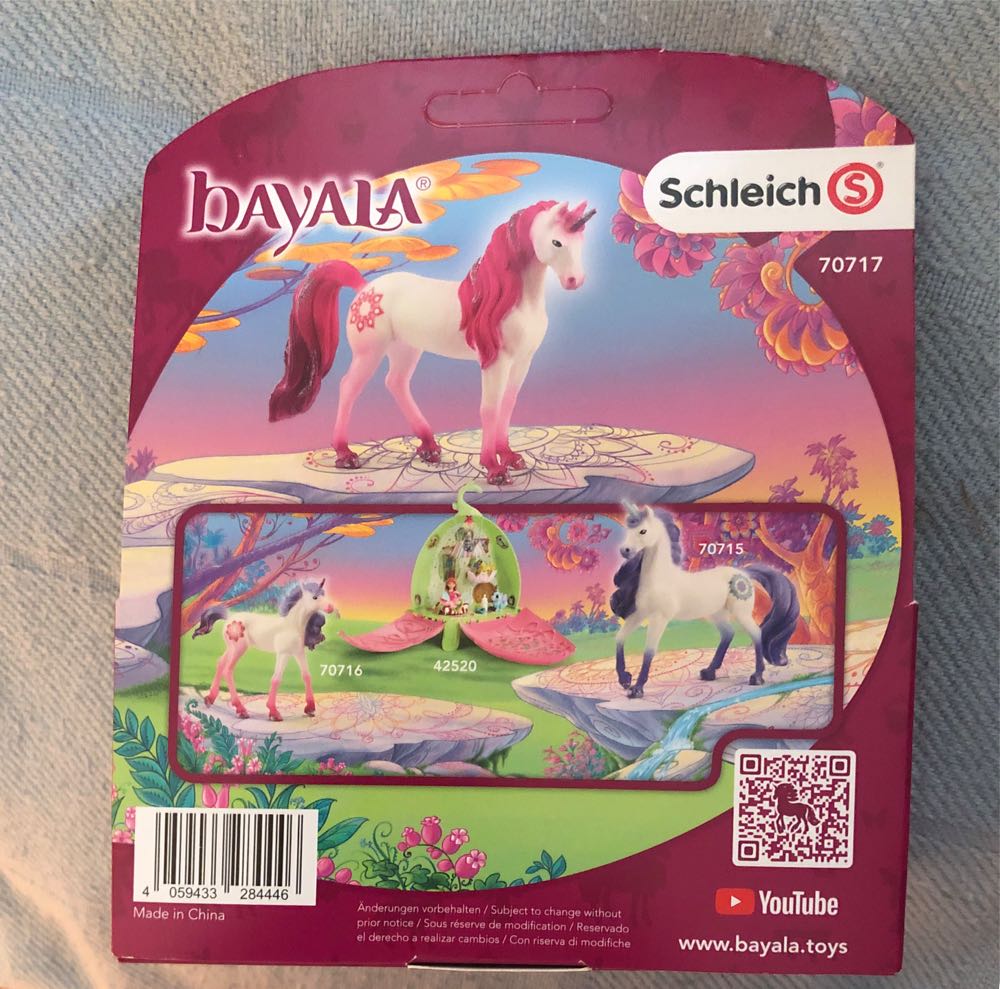 bAyAlA®
Schleich S®
70717
70715
70716
42520
4 059433 284446
Made in China
Änderungen vorbehalten / Subject to change without
prior notice / Sous réserve de modification / Reservado
el derecho a realizar cambios / Con riserva di modifiche
YouTube
www.bayala.toys